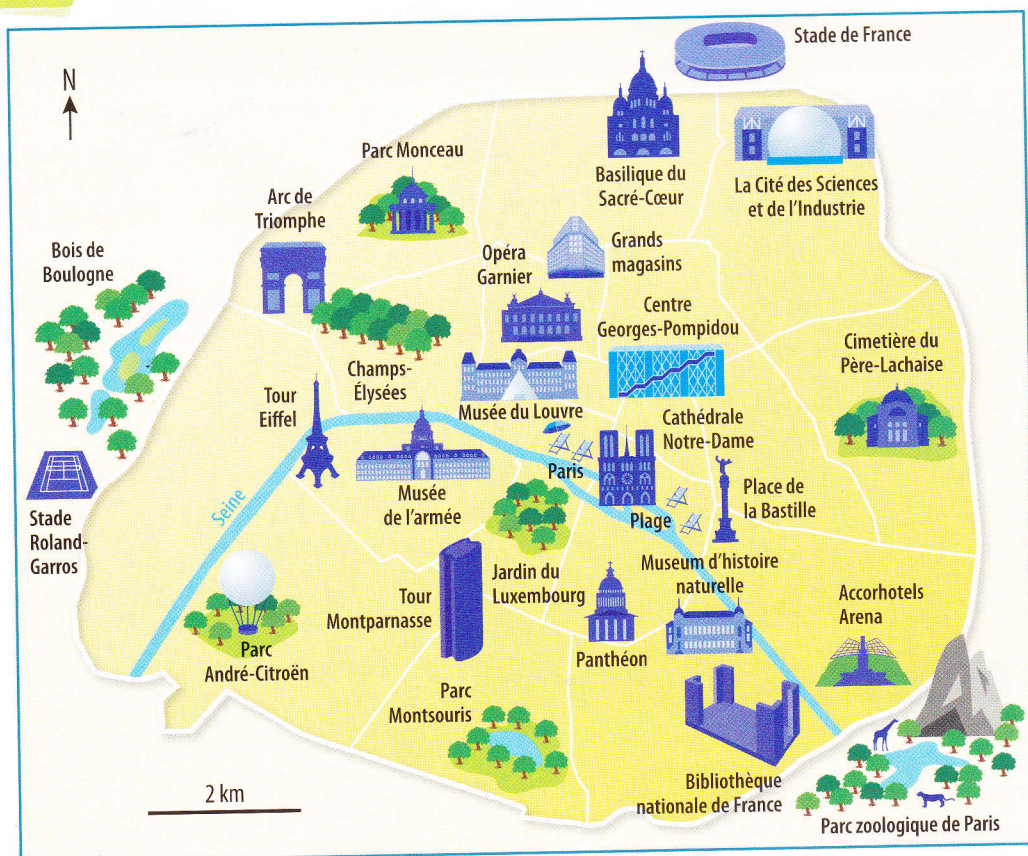 Stade de France
N
Parc Monceau
Basilique du
Sacré-Cœur
La Cité des Sciences
et de l'Industrie
Arc de
Triomphe
Bois de
Boulogne
Opéra
Garnier
Grands
magasins
Centre
Georges-Pompidou
Cimetière du
Père-Lachaise
Champs-
Élysées
Tour
Eiffel
Musée du Louvre
Cathédrale
Notre-Dame
Paris
Plage
Musée
de l'armée
Place de
la Bastille
Seine
Stade
Roland-
Garros
Jardin du
Luxembourg
Museum d'histoire
naturelle
Tour
Montparnasse
Accorhotels
Arena
Parc
André-Citroën
Panthéon
Parc
Montsouris
2 km
Bibliothèque
nationale de France
Parc zoologique de Paris